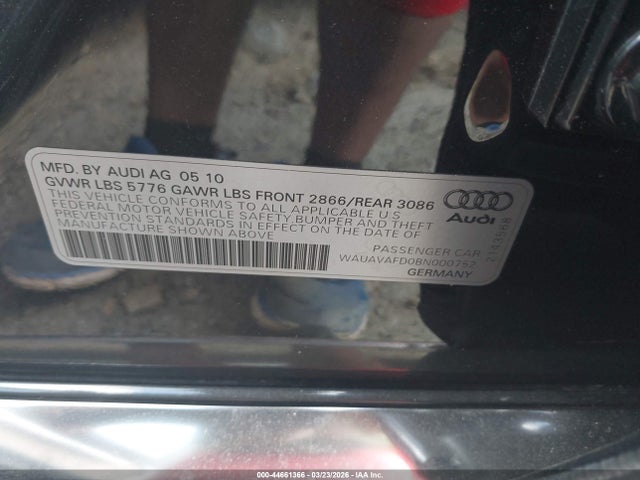 MFD. BY AUDI AG 05 10
GVWR LBS 5776 GAWR LBS FRONT 2866/REAR 3086
THIS VEHICLE CONFORMS TO ALL APPLICABLE U S
FEDERAL MOTOR VEHICLE SAFETY,BUMPER AND THEFT
PREVENTION STANDARDS IN EFFECT ON THE DATE OF
MANUFACTURE SHOWN ABOVE
PASSENGER CAR
WAUAVAFD0BN000752
GERMANY
Audi
2143568
000-44661366 - 03/23/2026 - IAA Inc.